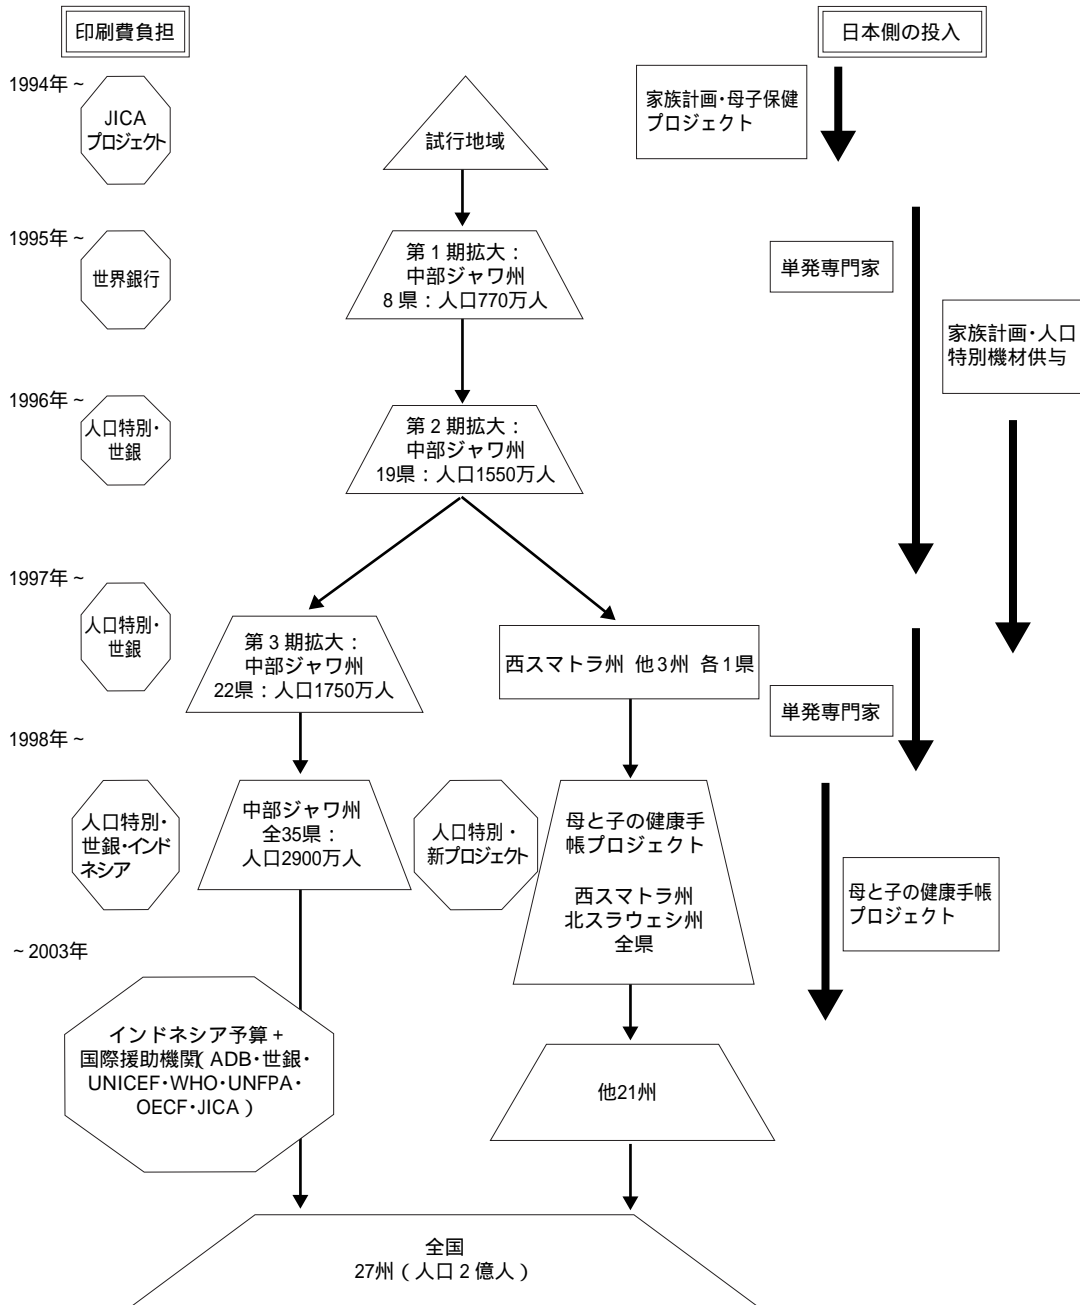 印刷費負担
日本側の投入
1994年 ~
JICA
プロジェクト
試行地域
家族計画・母子保健
プロジェクト
1995年 ~
世界銀行
第1期拡大：
中部ジャワ州
8県：人口770万人
単発専門家
家族計画・人口
特別機材供与
1996年 ~
人口特別・
世銀
第2期拡大：
中部ジャワ州
19県：人口1550万人
1997年 ~
人口特別・
世銀
第3期拡大：
中部ジャワ州
22県：人口1750万人
西スマトラ州 他3州 各1県
単発専門家
1998年 ~
人口特別・
世銀・インド
ネシア
中部ジャワ州
全35県：
人口2900万人
人口特別・
新プロジェクト
母と子の健康手
帳プロジェクト
西スマトラ州
北スラウェシ州
全県
母と子の健康手帳
プロジェクト
~ 2003年
インドネシア予算 +
国際援助機関（ADB・世銀・
UNICEF・WHO・UNFPA・
OECF・JICA）
他21州
全国
27州（人口2億人）